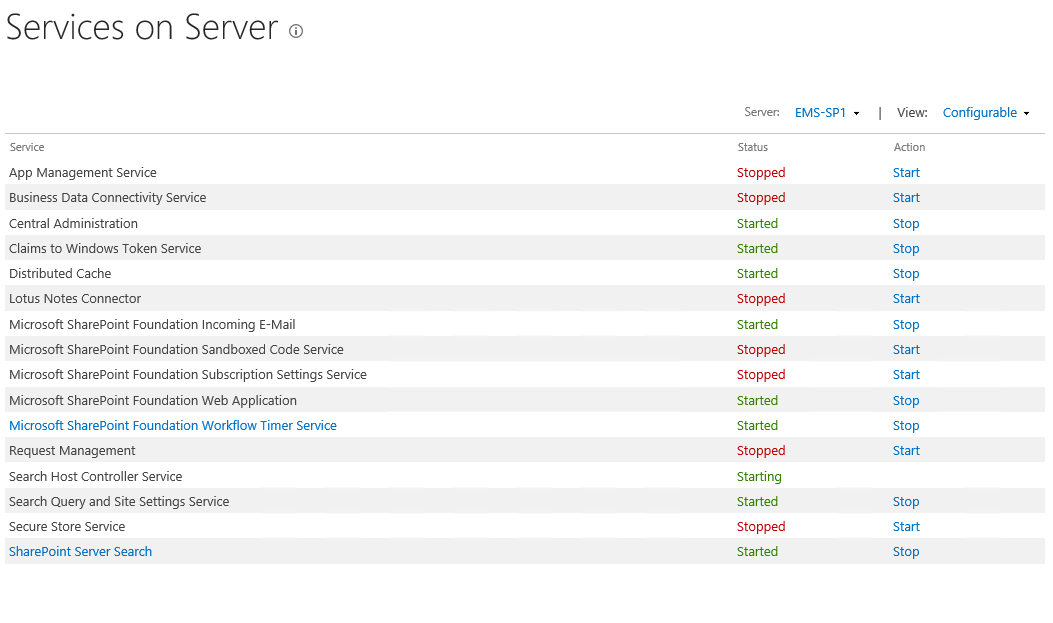 Services on Server
Server: EMS-SP1 | View: Configurable
Service Status Action
App Management Service Stopped Start
Business Data Connectivity Service Stopped Start
Central Administration Started Stop
Claims to Windows Token Service Started Stop
Distributed Cache Started Stop
Lotus Notes Connector Stopped Start
Microsoft SharePoint Foundation Incoming E-Mail Started Stop
Microsoft SharePoint Foundation Sandboxed Code Service Stopped Start
Microsoft SharePoint Foundation Subscription Settings Service Stopped Start
Microsoft SharePoint Foundation Web Application Started Stop
Microsoft SharePoint Foundation Workflow Timer Service Started Stop
Request Management Stopped Start
Search Host Controller Service Starting
Search Query and Site Settings Service Started Stop
Secure Store Service Stopped Start
SharePoint Server Search Started Stop